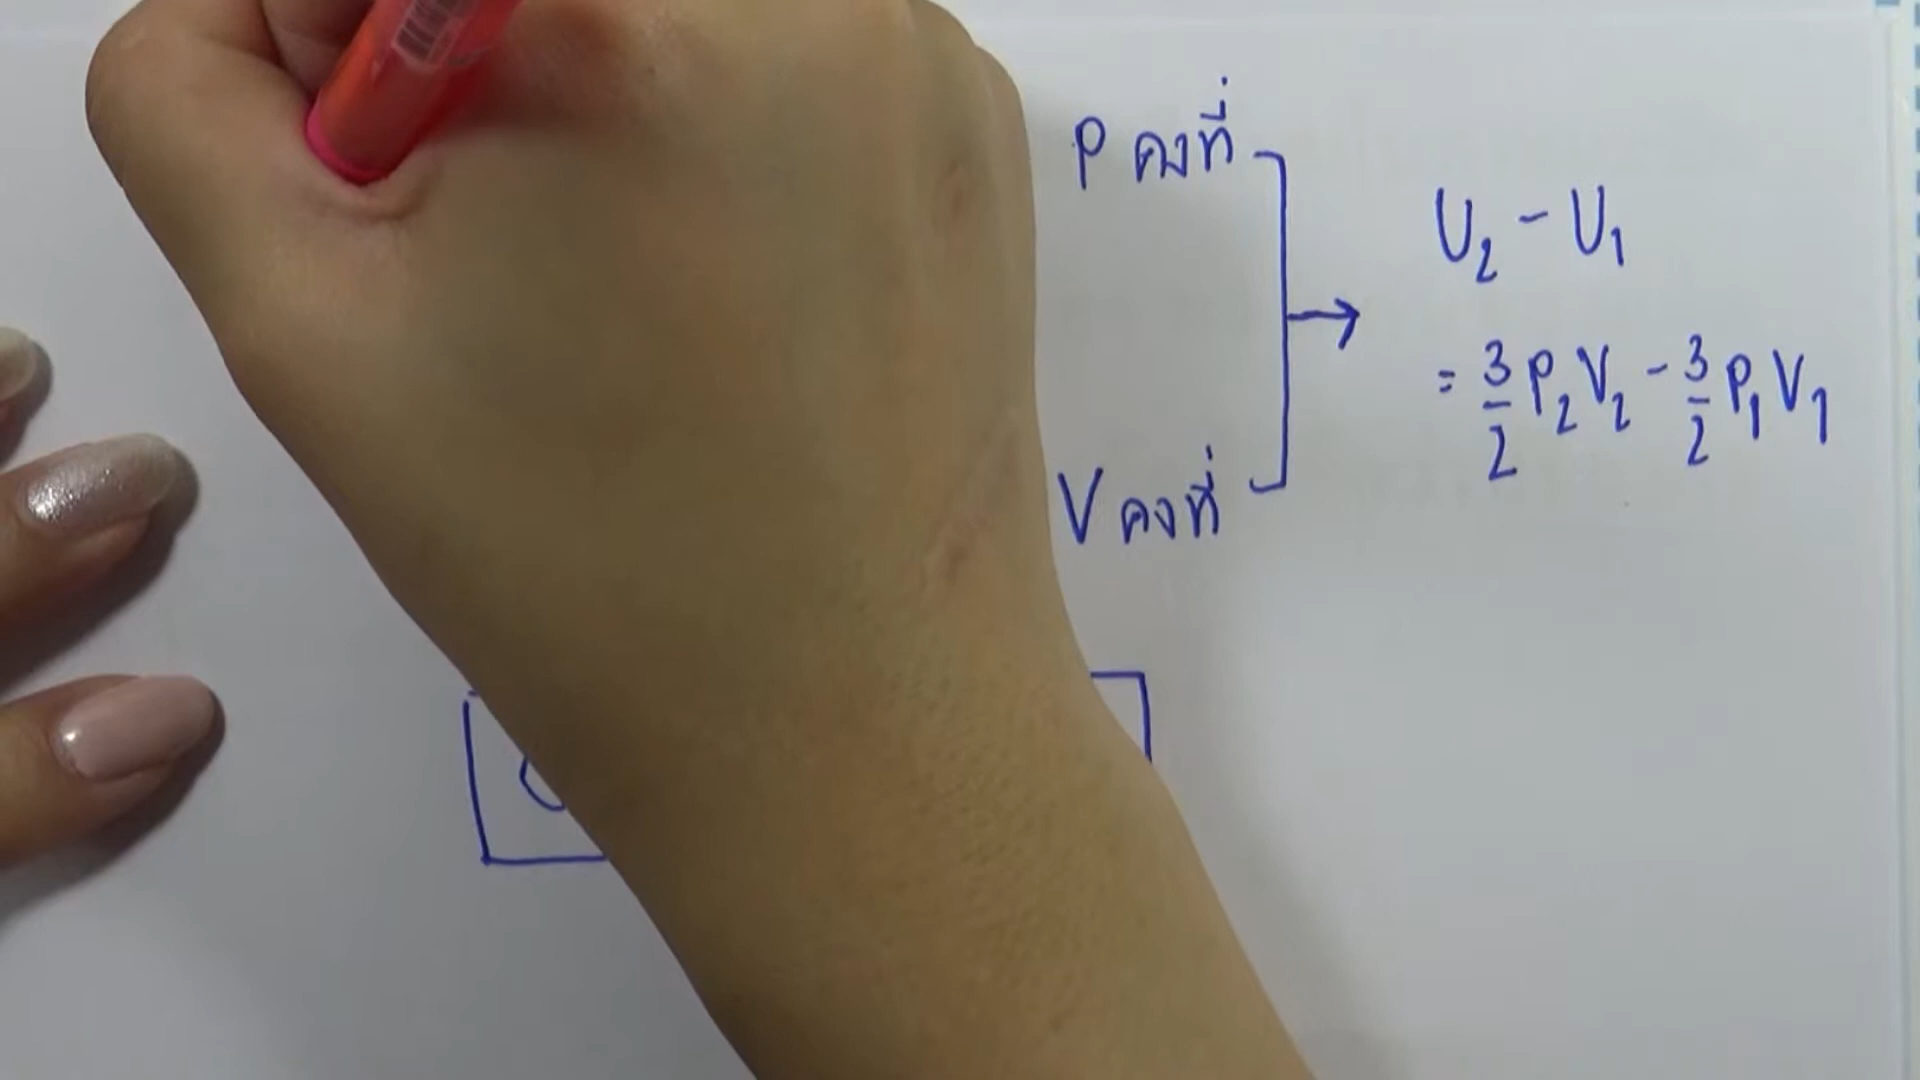 P คงที่
U₂ - U₁
= 3/2 P₂V₂ - 3/2 P₁V₁
V คงที่